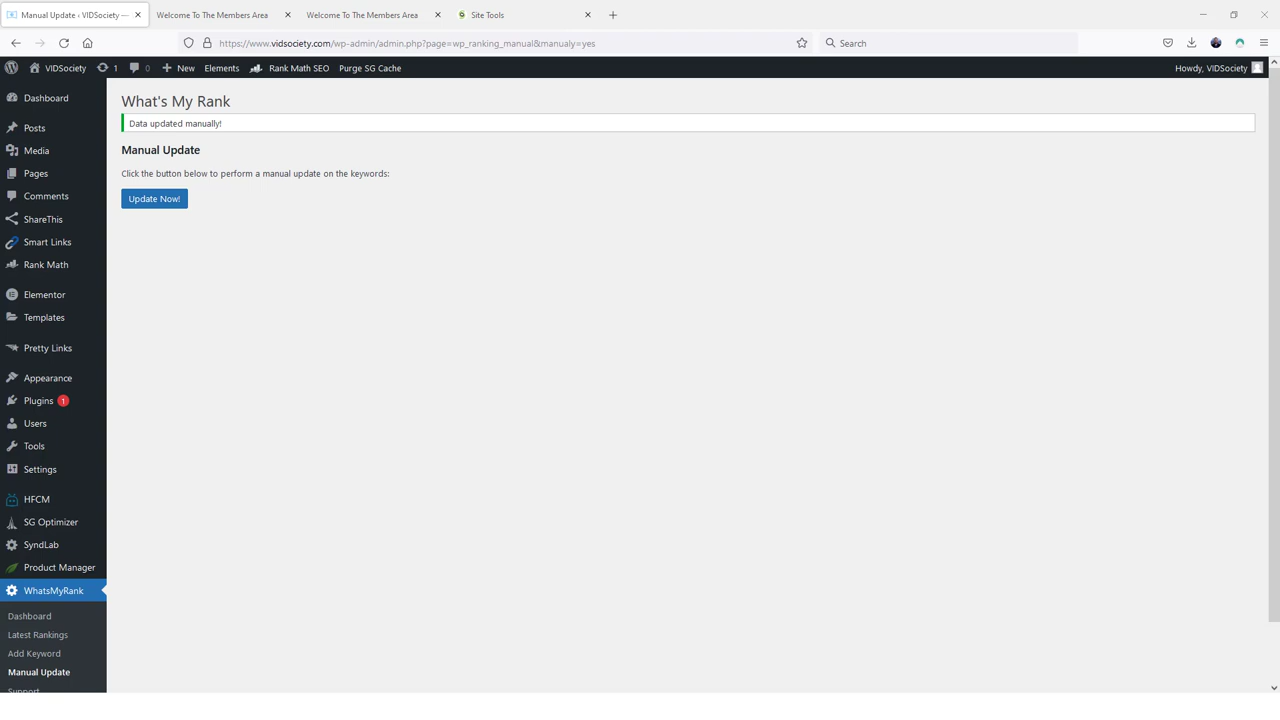 Manual Update ‹ VIDSociety —
Welcome To The Members Area
Welcome To The Members Area
Site Tools
https://www.vidsociety.com/wp-admin/admin.php?page=wp_ranking_manual&manualy=yes
Search
VIDSociety
1
0
New
Elements
Rank Math SEO
Purge SG Cache
Howdy, VIDSociety
Dashboard
Posts
Media
Pages
Comments
ShareThis
Smart Links
Rank Math
Elementor
Templates
Pretty Links
Appearance
Plugins 1
Users
Tools
Settings
HFCM
SG Optimizer
SyndLab
Product Manager
WhatsMyRank
Dashboard
Latest Rankings
Add Keyword
Manual Update
Support
What's My Rank
Data updated manually!
Manual Update
Click the button below to perform a manual update on the keywords:
Update Now!